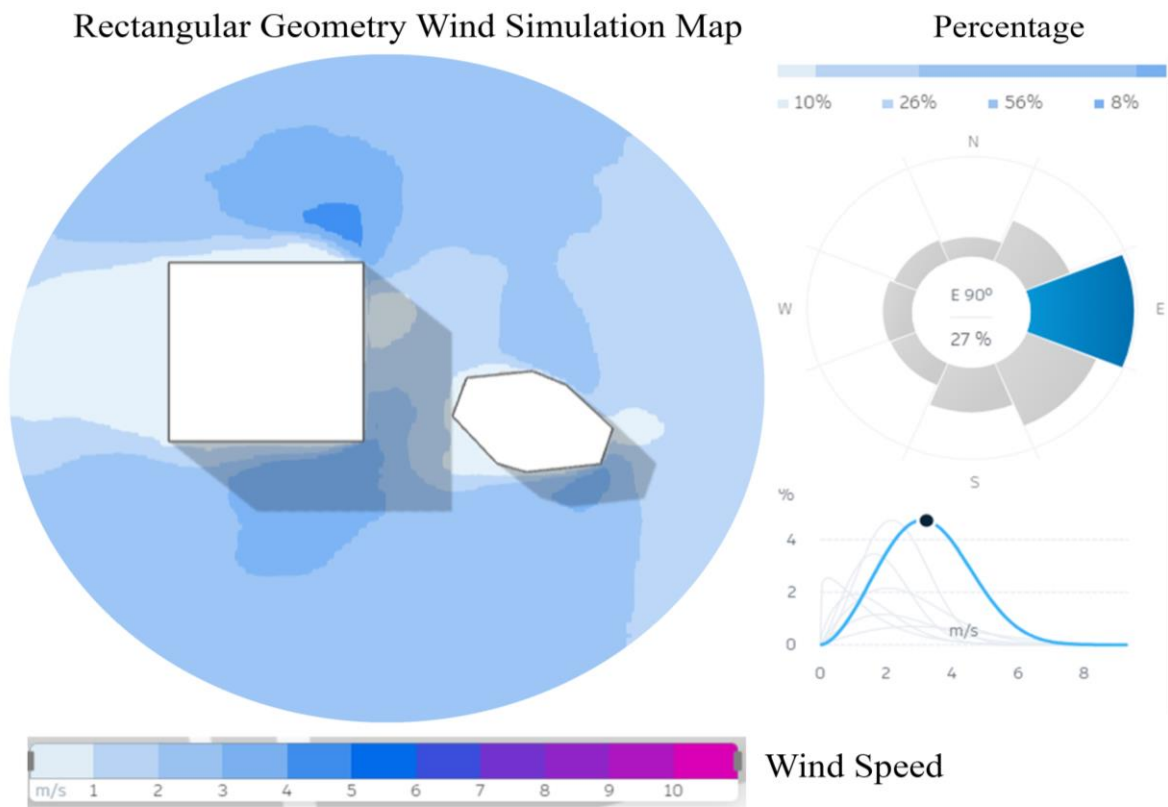 Rectangular Geometry Wind Simulation Map
Percentage
10% 26% 56% 8%
N
W
E 90⁰
27 %
E
S
%
4
2
0
m/s
0 2 4 6 8
m/s 1 2 3 4 5 6 7 8 9 10
Wind Speed